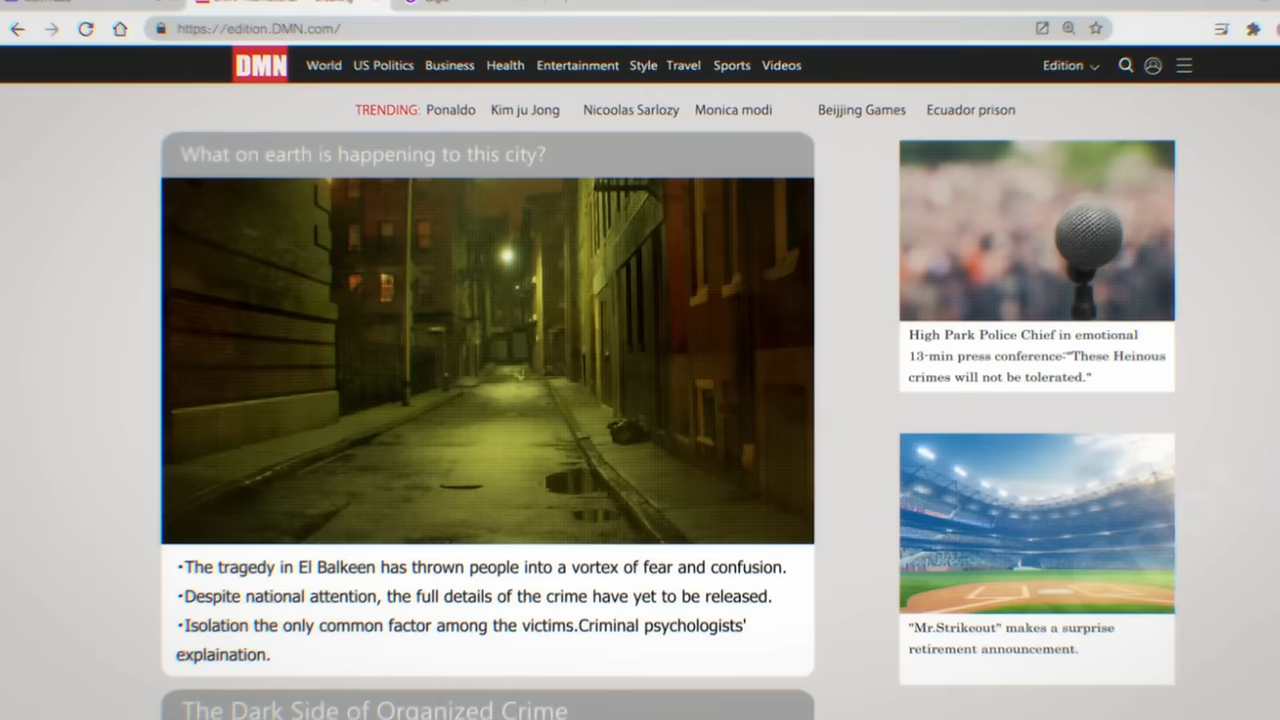 https://edition.DMN.com/
DMN World US Politics Business Health Entertainment Style Travel Sports Videos Edition
TRENDING: Ponaldo Kim ju Jong Nicoolas Sarlozy Monica modi Beijjing Games Ecuador prison
What on earth is happening to this city?
·The tragedy in El Balkeen has thrown people into a vortex of fear and confusion.
·Despite national attention, the full details of the crime have yet to be released.
·Isolation the only common factor among the victims.Criminal psychologists'
explaination.
The Dark Side of Organized Crime
High Park Police Chief in emotional
13-min press conference:"These Heinous
crimes will not be tolerated."
"Mr.Strikeout" makes a surprise
retirement announcement.